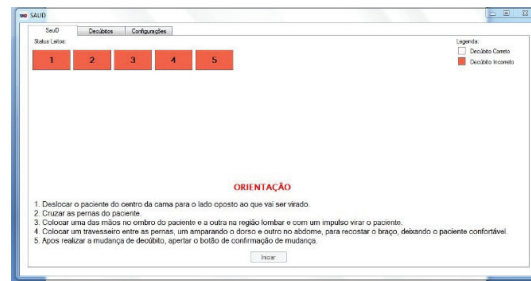 SAUD
SauD Decúbitos Configurações
Status Leitos:
Legenda:
Decúbito Correto
Decúbito Incorreto
1 2 3 4 5
ORIENTAÇÃO
1. Deslocar o paciente do centro da cama para o lado oposto ao que vai ser virado.
2. Cruzar as pernas do paciente.
3. Colocar uma das mãos no ombro do paciente e a outra na região lombar e com um impulso virar o paciente.
4. Colocar um travesseiro entre as pernas, um amparando o dorso e outro no abdome, para recostar o braço, deixando o paciente confortável.
5. Apos realizar a mudança de decúbito, apertar o botão de confirmação de mudança.
Iniciar